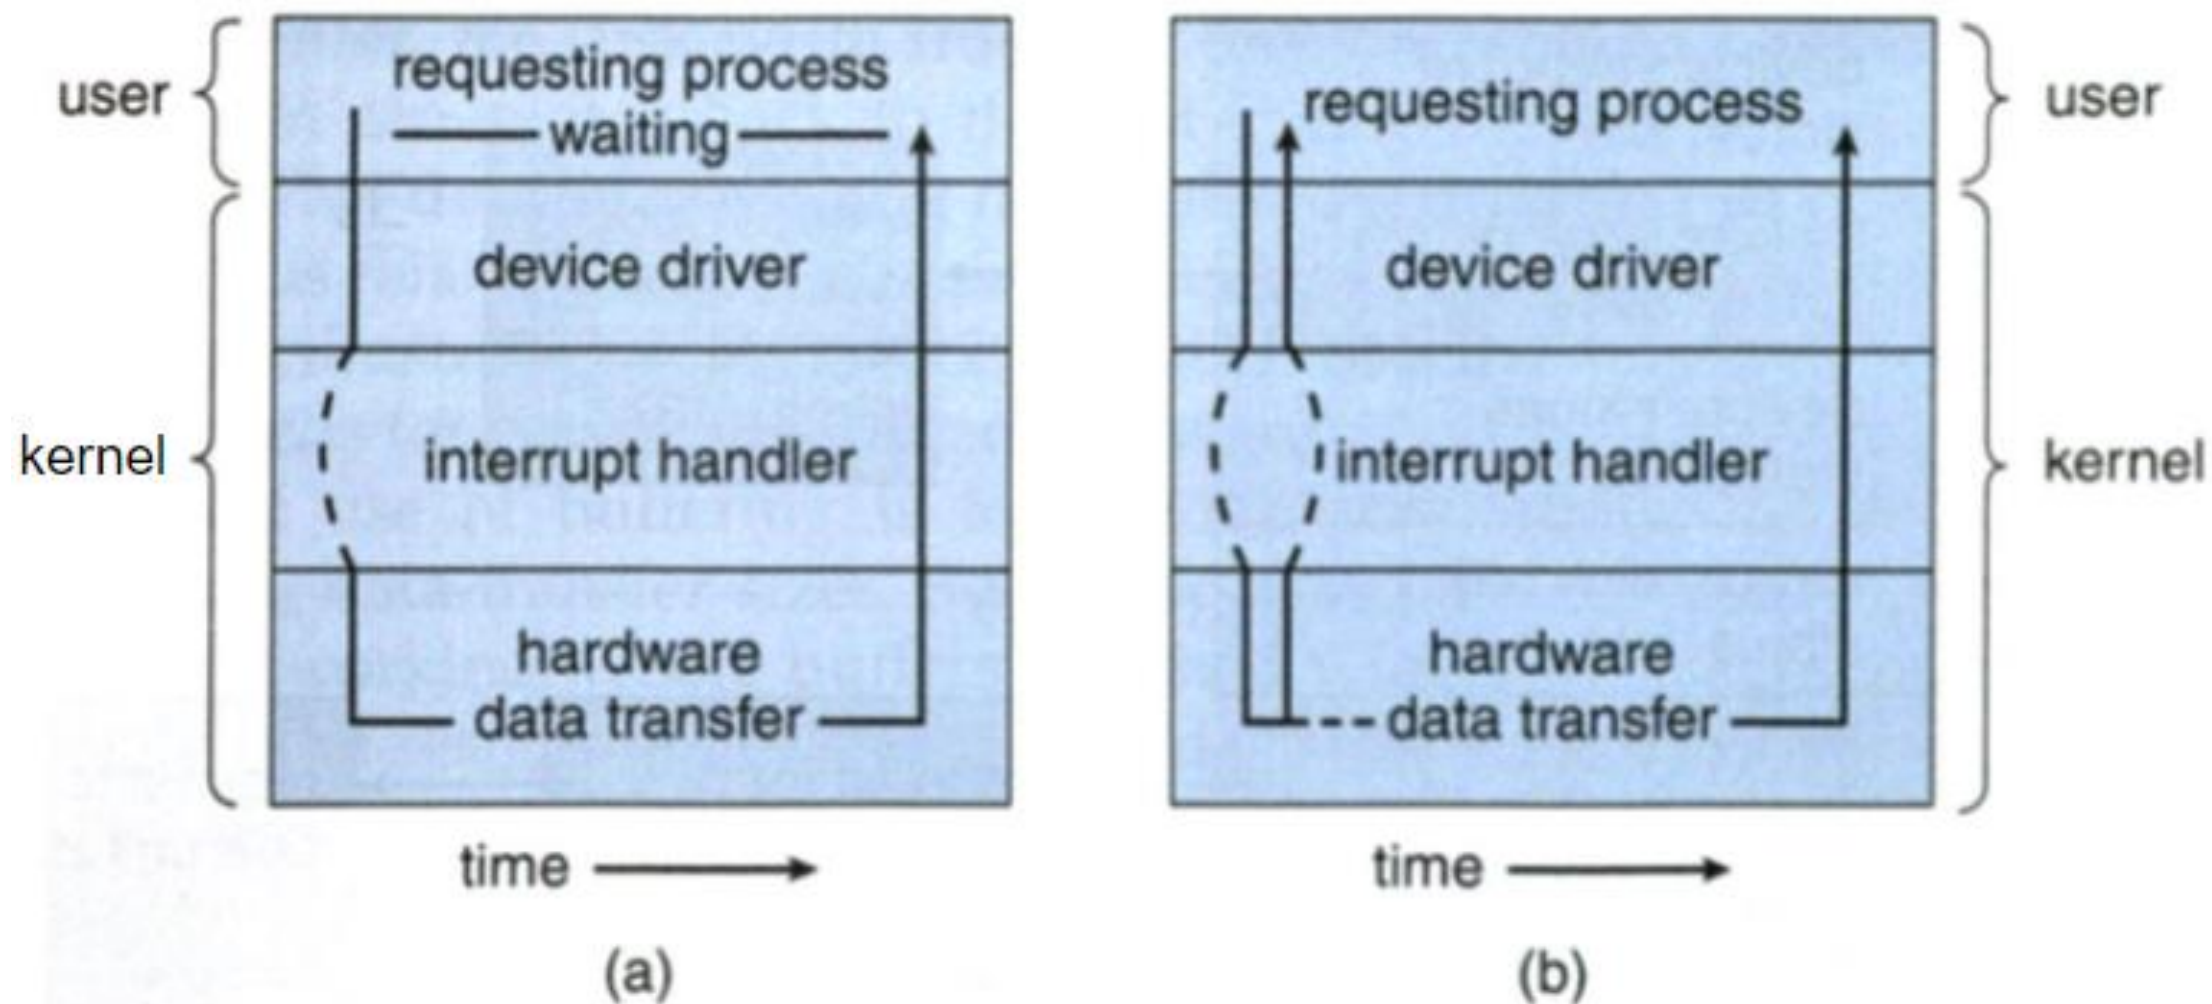 user
requesting process
waiting
device driver
kernel
interrupt handler
hardware
data transfer
time
(a)
requesting process
user
device driver
interrupt handler
kernel
hardware
data transfer
time
(b)